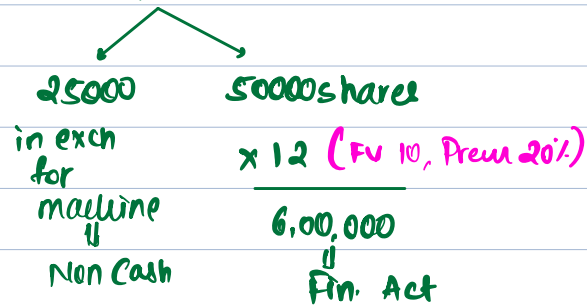 25000
in exch
for
machine
⇓
Non Cash
50000 shares
x 12 (FV 10, Prem 20%)
6,00,000
⇓
Fin. Act